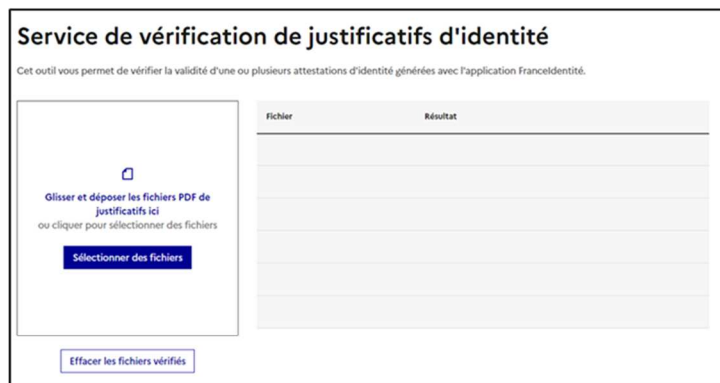 Service de vérification de justificatifs d'identité
Cet outil vous permet de vérifier la validité d'une ou plusieurs attestations d'identité générées avec l'application FranceIdentité.
Glisser et déposer les fichiers PDF de
justificatifs ici
ou cliquer pour sélectionner des fichiers
Sélectionner des fichiers
Effacer les fichiers vérifiés
Fichier Résultat